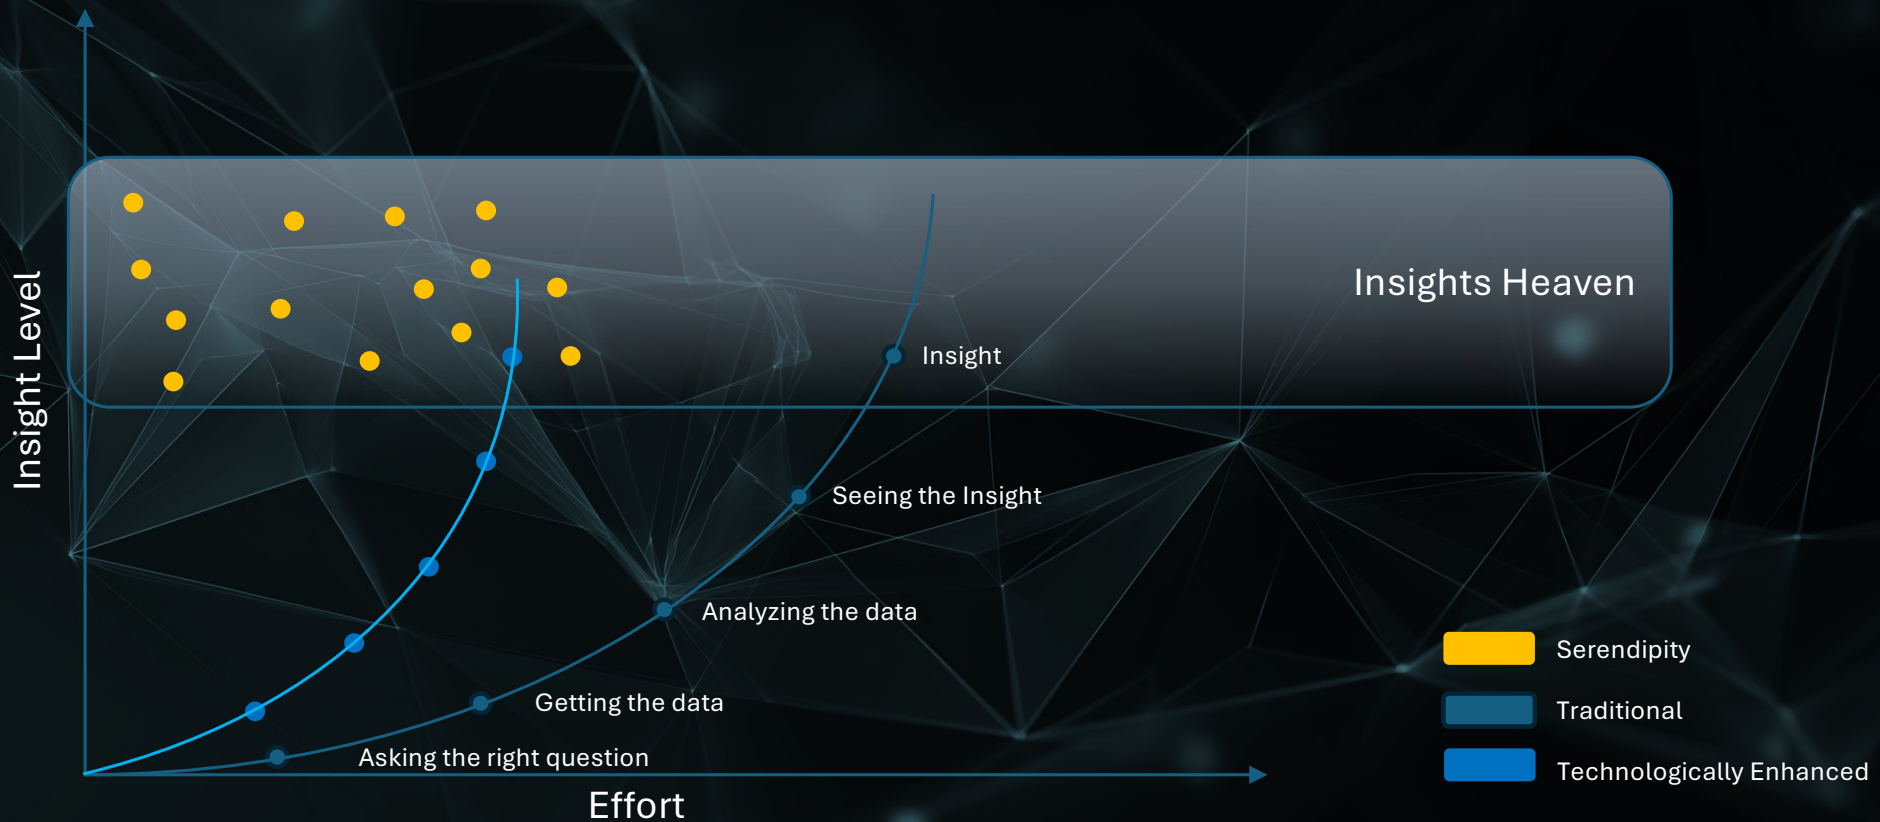 Insight Level
Insights Heaven
Insight
Seeing the Insight
Analyzing the data
Getting the data
Asking the right question
Effort
Serendipity
Traditional
Technologically Enhanced